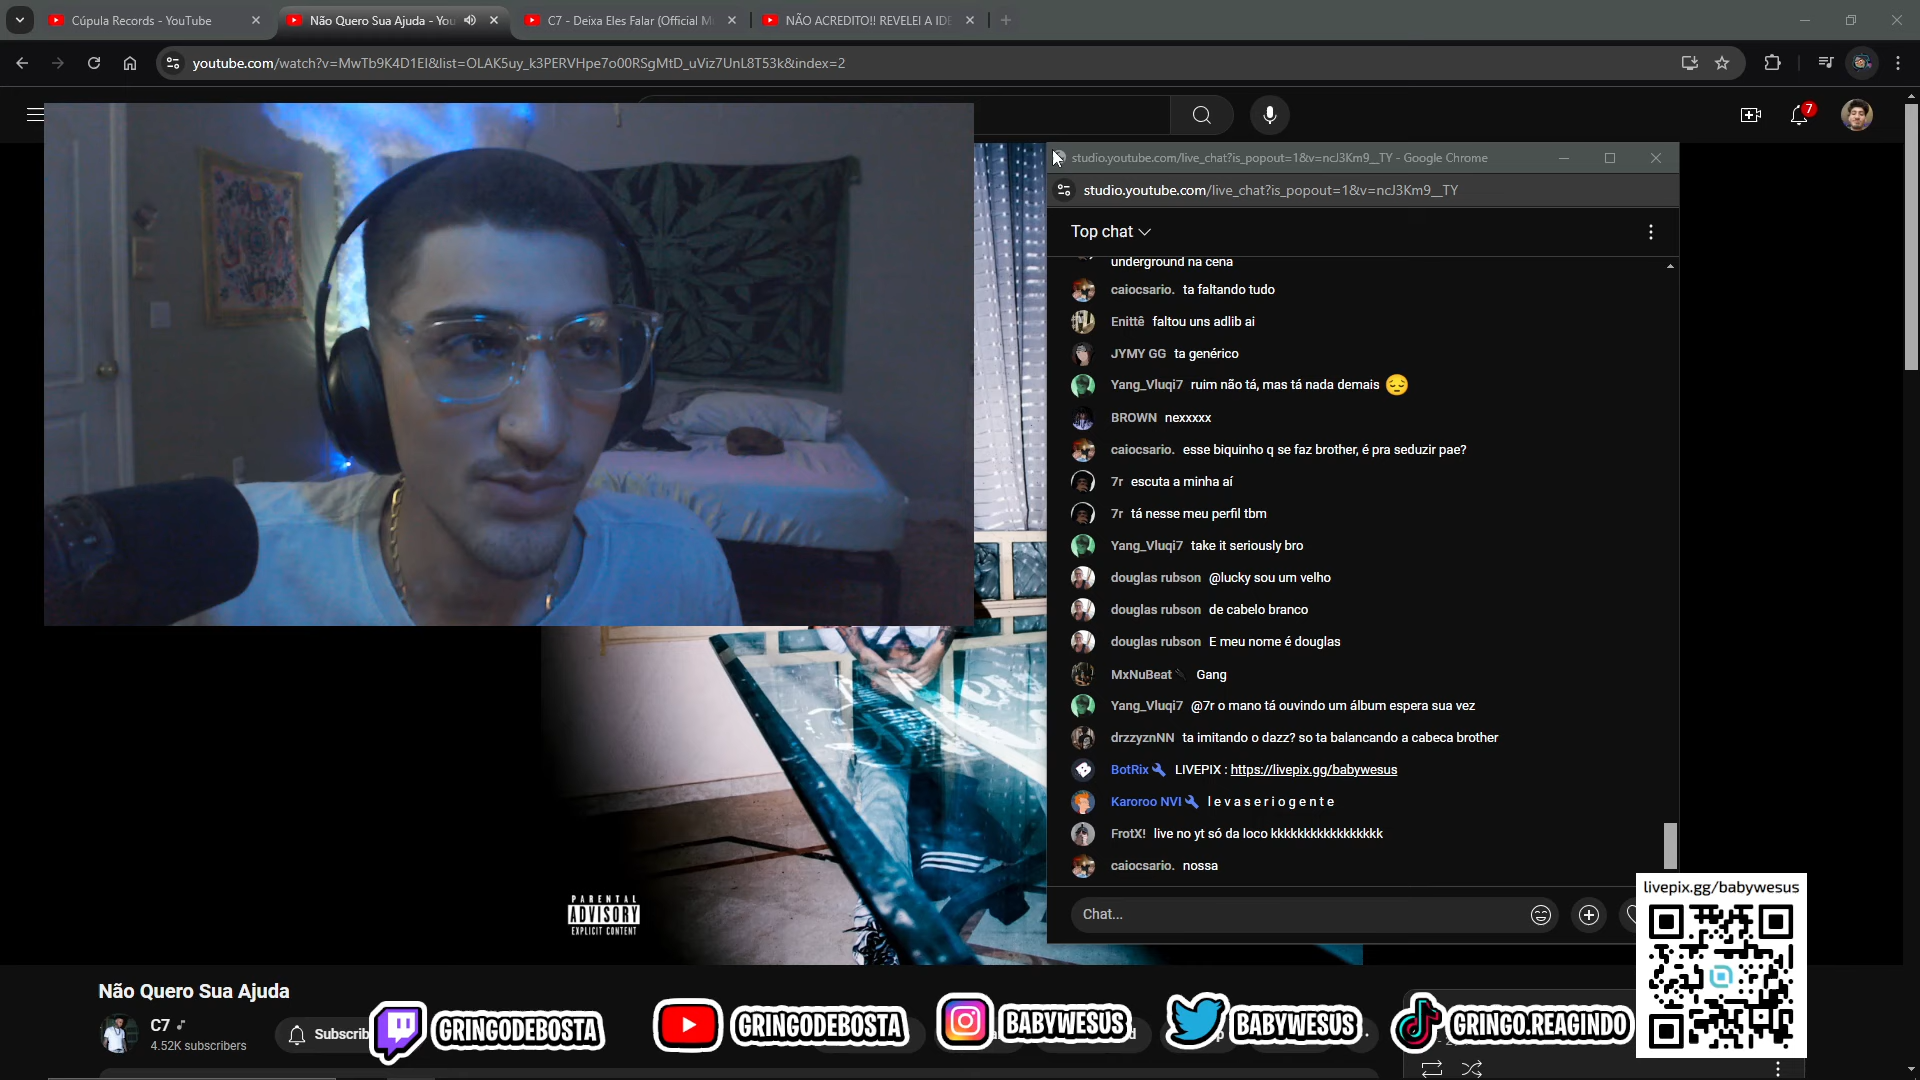 Cúpula Records - YouTube
Não Quero Sua Ajuda - You
C7 - Deixa Eles Falar (Official M
NÃO ACREDITO!! REVELEI A IDE
youtube.com/watch?v=MwTb9K4D1EI&list=OLAK5uy_k3PERVHpe7o00RSgMtD_uViz7UnL8T53k&index=2
7
studio.youtube.com/live_chat?is_popout=1&v=ncJ3Km9__TY - Google Chrome
studio.youtube.com/live_chat?is_popout=1&v=ncJ3Km9__TY
Top chat
underground na cena
caiocsario. ta faltando tudo
Enittê faltou uns adlib ai
JYMY GG ta genérico
Yang_Vluqi7 ruim não tá, mas tá nada demais 😔
BROWN nexxxxx
caiocsario. esse biquinho q se faz brother, é pra seduzir pae?
7r escuta a minha aí
7r tá nesse meu perfil tbm
Yang_Vluqi7 take it seriously bro
douglas rubson @lucky sou um velho
douglas rubson de cabelo branco
douglas rubson E meu nome é douglas
MxNuBeat Gang
Yang_Vluqi7 @7r o mano tá ouvindo um álbum espera sua vez
drzzyznNN ta imitando o dazz? so ta balancando a cabeca brother
BotRix LIVEPIX : https://livepix.gg/babywesus
Karoroo NVI l e v a s e r i o g e n t e
FrotX! live no yt só da loco kkkkkkkkkkkkkkkkk
caiocsario. nossa
Chat...
livepix.gg/babywesus
PARENTAL
ADVISORY
EXPLICIT CONTENT
Não Quero Sua Ajuda
C7
4.52K subscribers
Subscrib
GRINGODEBOSTA
GRINGODEBOSTA
BABYWESUS
BABYWESUS
GRINGO.REAGINDO